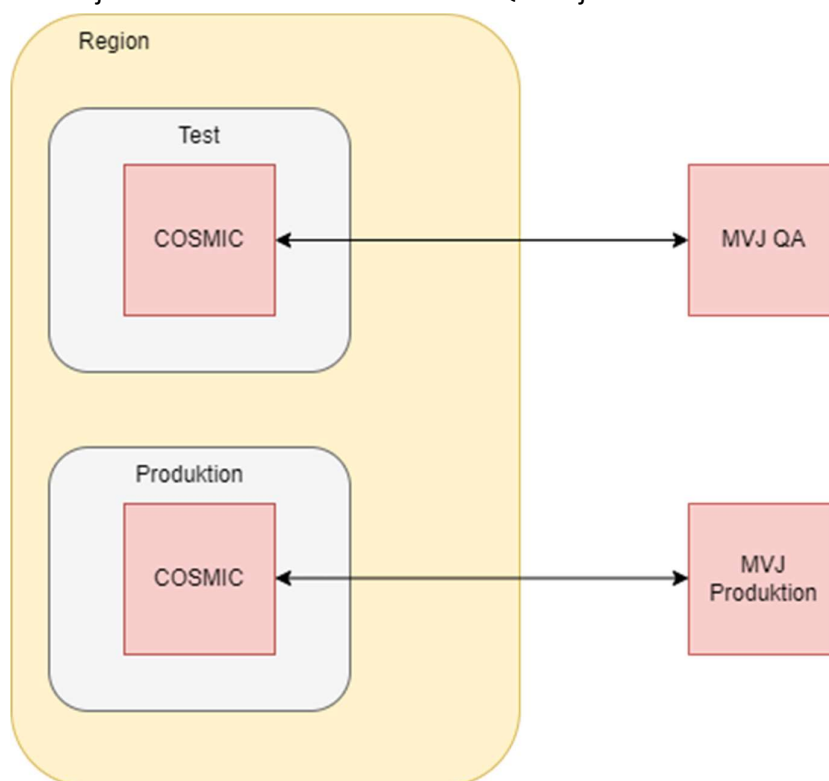 Region
Test
COSMIC
MVJ QA
Produktion
COSMIC
MVJ
Produktion